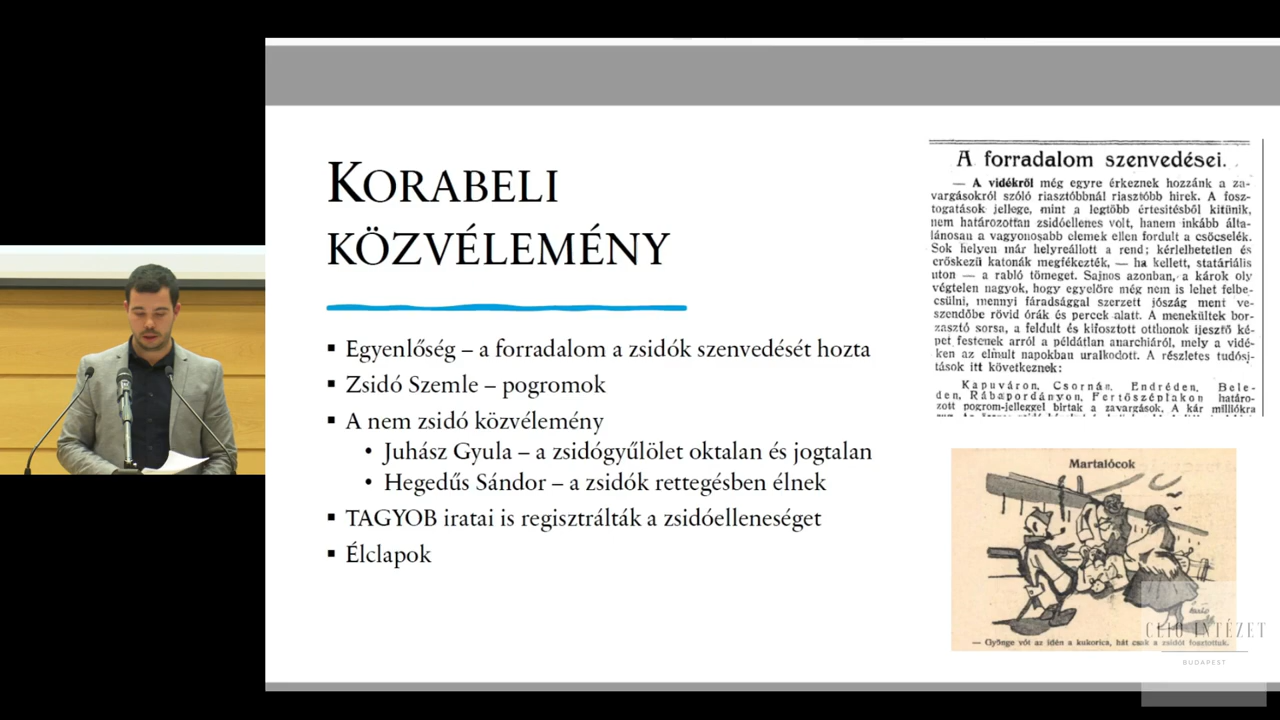 KORABELI
KÖZVÉLEMÉNY
▪ Egyenlőség – a forradalom a zsidók szenvedését hozta
▪ Zsidó Szemle – pogromok
▪ A nem zsidó közvélemény
• Juhász Gyula – a zsidógyűlölet oktalan és jogtalan
• Hegedűs Sándor – a zsidók rettegésben élnek
▪ TAGYOB iratai is regisztrálták a zsidóelleneséget
▪ Élclapok
A forradalom szenvedései.
— A vidékről még egyre érkeznek hozzánk a za-
vargásokról szóló riasztóbbnál riasztóbb hirek. A fosz-
togatások jellege, mint a legtöbb értesitésből kitünik,
nem határozottan zsidóellenes volt, hanem inkább álta-
lánosan a vagyonosabb elemek ellen fordult a csőcselék.
Sok helyen már helyreállott a rend; kérlelhetetlen és
erőskezü katonák megfékezték, — ha kellett, statáriális
uton — a rabló tömeget. Sajnos azonban, a károk oly
végtelen nagyok, hogy egyelőre még nem is lehet felbe-
csülni, mennyi fáradsággal szerzett jószág ment ve-
szendőbe rövid órák és percek alatt. A menekültek bor-
zasztó sorsa, a feldult és kifosztott otthonok ijesztő ké-
pet festenek arról a példátlan anarchiáról, mely a vidé-
ken az elmult napokban uralkodott. A részletes tudósi-
tások itt következnek:
Kapuváron, Csornán, Endréden, Bele-
den, Rábapordányon, Fertőszéplakon határo-
zott pogrom-jelleggel birtak a zavargások. A kár milliókra
Martalócok
— Gyönge vót az idén a kukorica, hát csak a zsidót fosztottuk.
CLIO INTÉZET
BUDAPEST